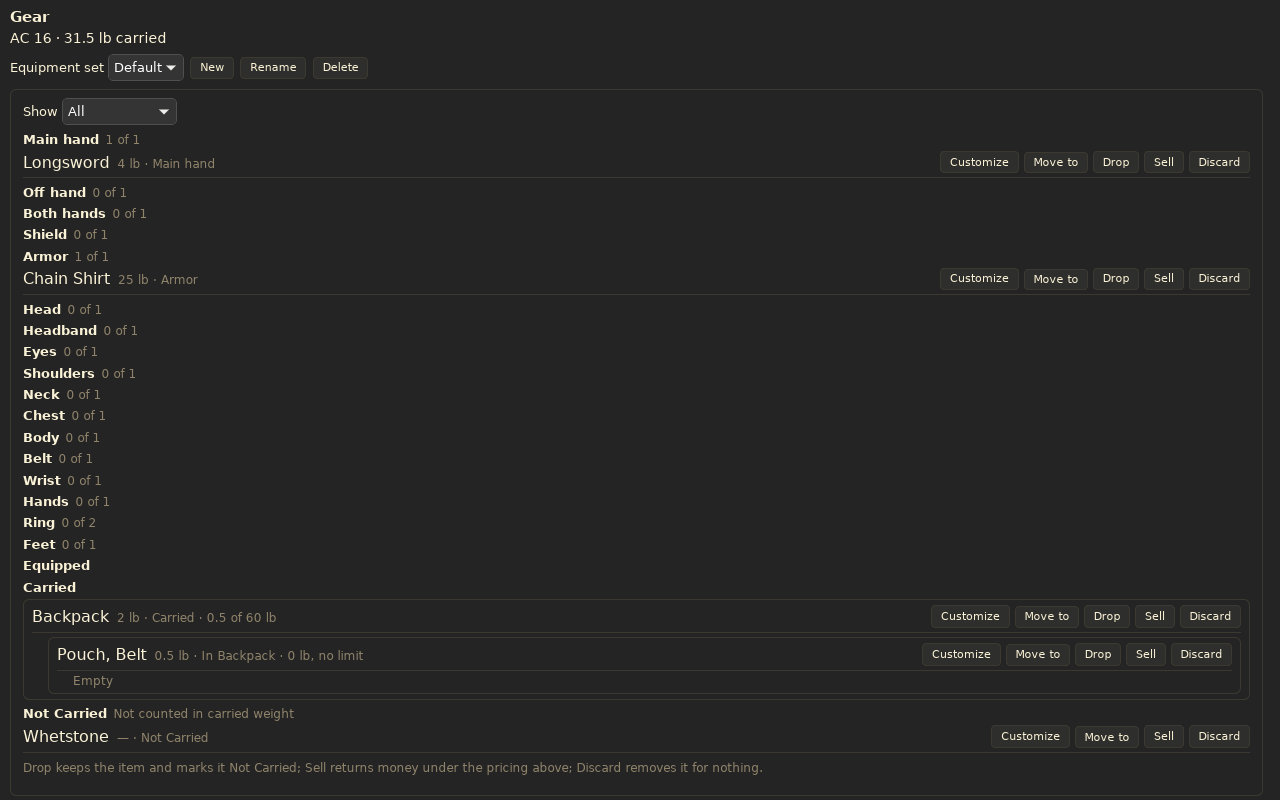 Gear
AC 16 · 31.5 lb carried
Equipment set Default New Rename Delete
Show All
Main hand 1 of 1
Longsword 4 lb · Main hand Customize Move to Drop Sell Discard
Off hand 0 of 1
Both hands 0 of 1
Shield 0 of 1
Armor 1 of 1
Chain Shirt 25 lb · Armor Customize Move to Drop Sell Discard
Head 0 of 1
Headband 0 of 1
Eyes 0 of 1
Shoulders 0 of 1
Neck 0 of 1
Chest 0 of 1
Body 0 of 1
Belt 0 of 1
Wrist 0 of 1
Hands 0 of 1
Ring 0 of 2
Feet 0 of 1
Equipped
Carried
Backpack 2 lb · Carried · 0.5 of 60 lb Customize Move to Drop Sell Discard
Pouch, Belt 0.5 lb · In Backpack · 0 lb, no limit Customize Move to Drop Sell Discard
Empty
Not Carried Not counted in carried weight
Whetstone — · Not Carried Customize Move to Sell Discard
Drop keeps the item and marks it Not Carried; Sell returns money under the pricing above; Discard removes it for nothing.